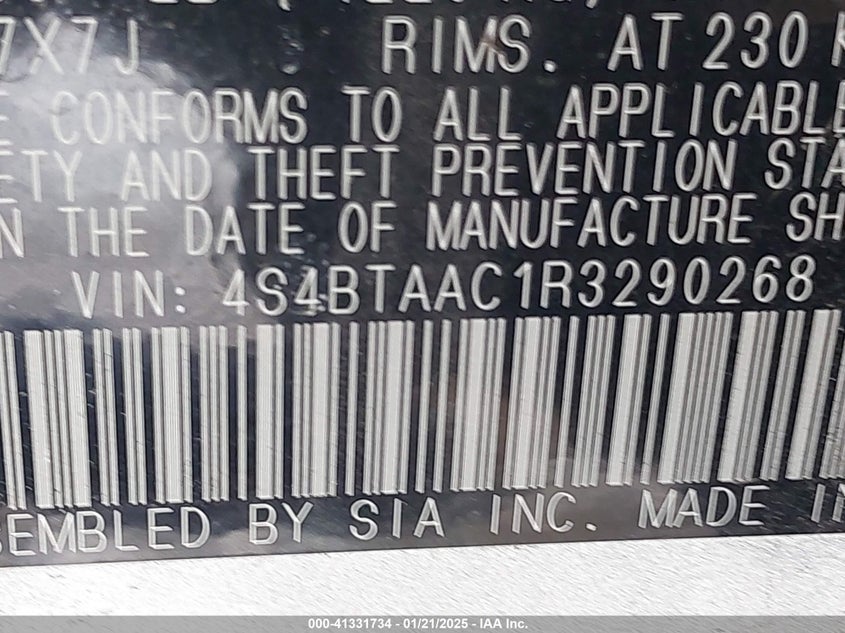 7X7J RIMS. AT 230
CONFORMS TO ALL APPLICABLE
AND THEFT PREVENTION STA
THE DATE OF MANUFACTURE SH
VIN: 4S4BTAAC1R3290268
SEMBLED BY SIA INC. MADE IN
000-41331734 - 01/21/2025 - IAA Inc.